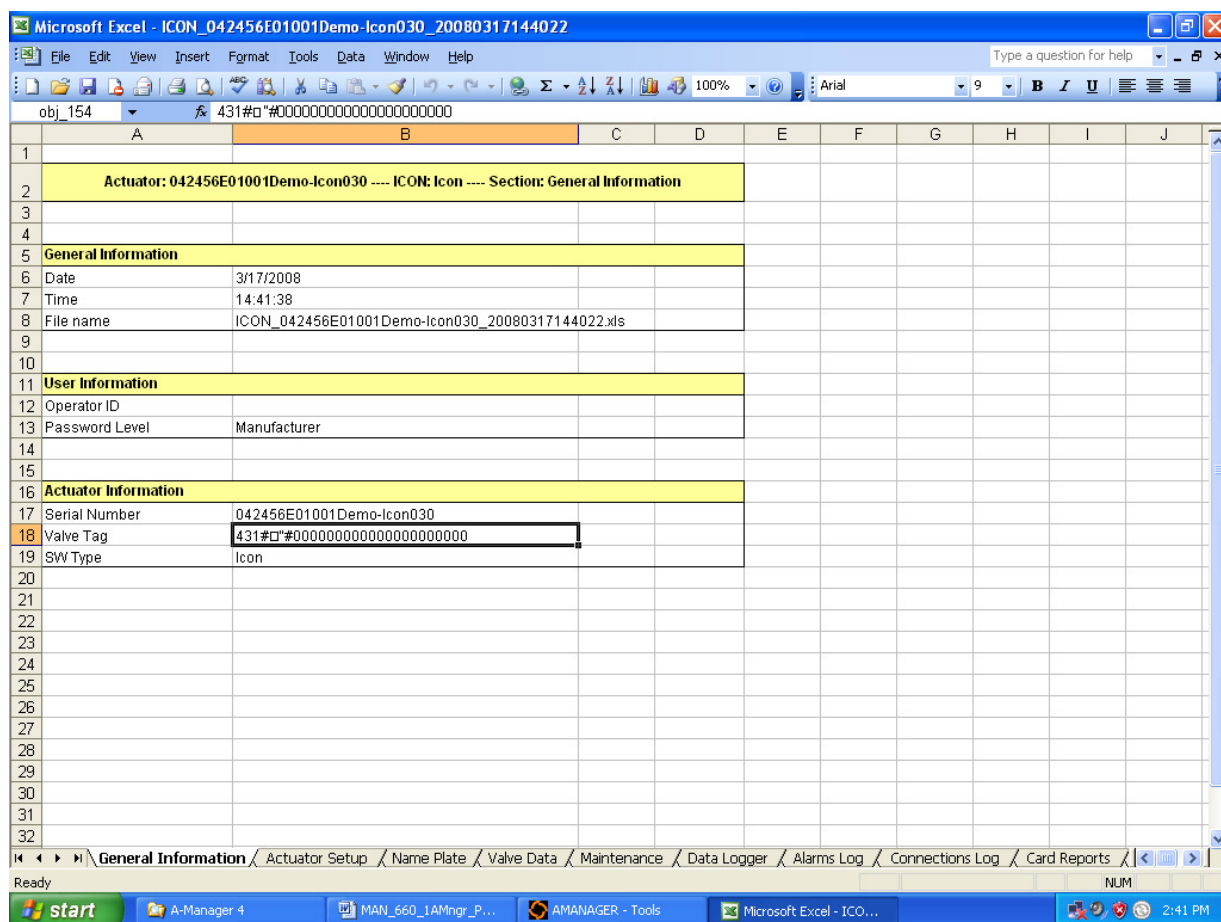 Microsoft Excel - ICON_042456E01001Demo-Icon030_20080317144022
File Edit View Insert Format Tools Data Window Help Type a question for help
100% Arial 9 B I U
obj_154 fx 431#□"#000000000000000000000
A B C D E F G H I J
1
2 Actuator: 042456E01001Demo-Icon030 ---- ICON: Icon ---- Section: General Information
3
4
5 General Information
6 Date 3/17/2008
7 Time 14:41:38
8 File name ICON_042456E01001Demo-Icon030_20080317144022.xls
9
10
11 User Information
12 Operator ID
13 Password Level Manufacturer
14
15
16 Actuator Information
17 Serial Number 042456E01001Demo-Icon030
18 Valve Tag 431#□"#000000000000000000000
19 SW Type Icon
20
21
22
23
24
25
26
27
28
29
30
31
32
General Information Actuator Setup Name Plate Valve Data Maintenance Data Logger Alarms Log Connections Log Card Reports
Ready NUM
start A-Manager 4 MAN_660_1AMngr_P... AMANAGER - Tools Microsoft Excel - ICO... 2:41 PM